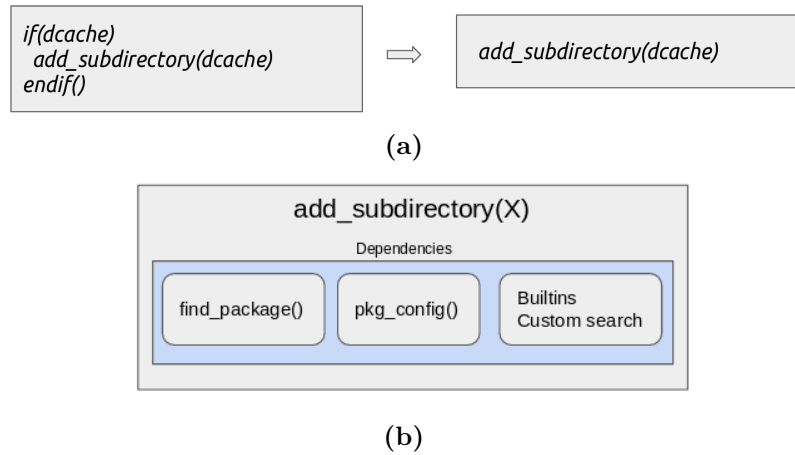 if(dcache)
add_subdirectory(dcache)
endif()
add_subdirectory(dcache)
(a)
add_subdirectory(X)
Dependencies
find_package()
pkg_config()
Builtins
Custom search
(b)